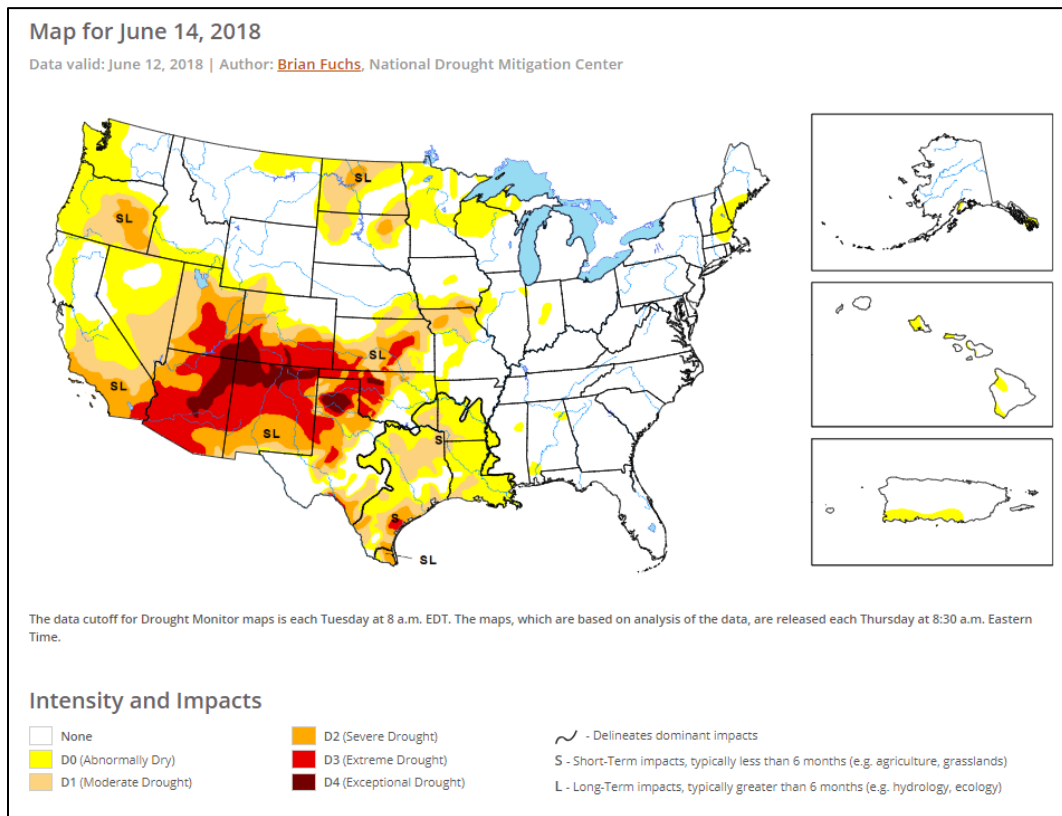 Map for June 14, 2018
Data valid: June 12, 2018 | Author: Brian Fuchs, National Drought Mitigation Center
SL
SL
SL
SL
SL
S
S
SL
The data cutoff for Drought Monitor maps is each Tuesday at 8 a.m. EDT. The maps, which are based on analysis of the data, are released each Thursday at 8:30 a.m. Eastern
Time.
Intensity and Impacts
None
D0 (Abnormally Dry)
D1 (Moderate Drought)
D2 (Severe Drought)
D3 (Extreme Drought)
D4 (Exceptional Drought)
- Delineates dominant impacts
S - Short-Term impacts, typically less than 6 months (e.g. agriculture, grasslands)
L - Long-Term impacts, typically greater than 6 months (e.g. hydrology, ecology)